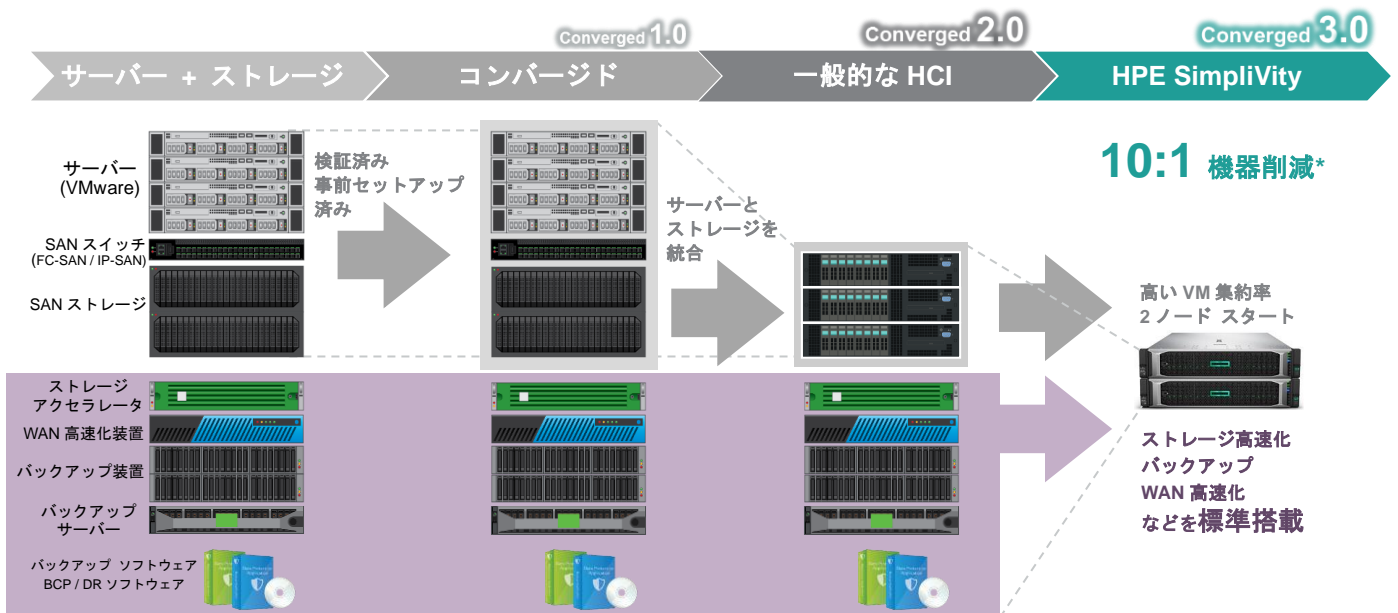 Converged 1.0
Converged 2.0
Converged 3.0
サーバー + ストレージ
コンバージド
一般的な HCI
HPE SimpliVity
サーバー
(VMware)
検証済み
事前セットアップ
済み
10:1 機器削減*
サーバーと
ストレージを
統合
SAN スイッチ
(FC-SAN / IP-SAN)
SAN ストレージ
高い VM 集約率
2 ノード スタート
ストレージ
アクセラレータ
WAN 高速化装置
バックアップ装置
バックアップ
サーバー
バックアップ ソフトウェア
BCP / DR ソフトウェア
ストレージ高速化
バックアップ
WAN 高速化
などを標準搭載